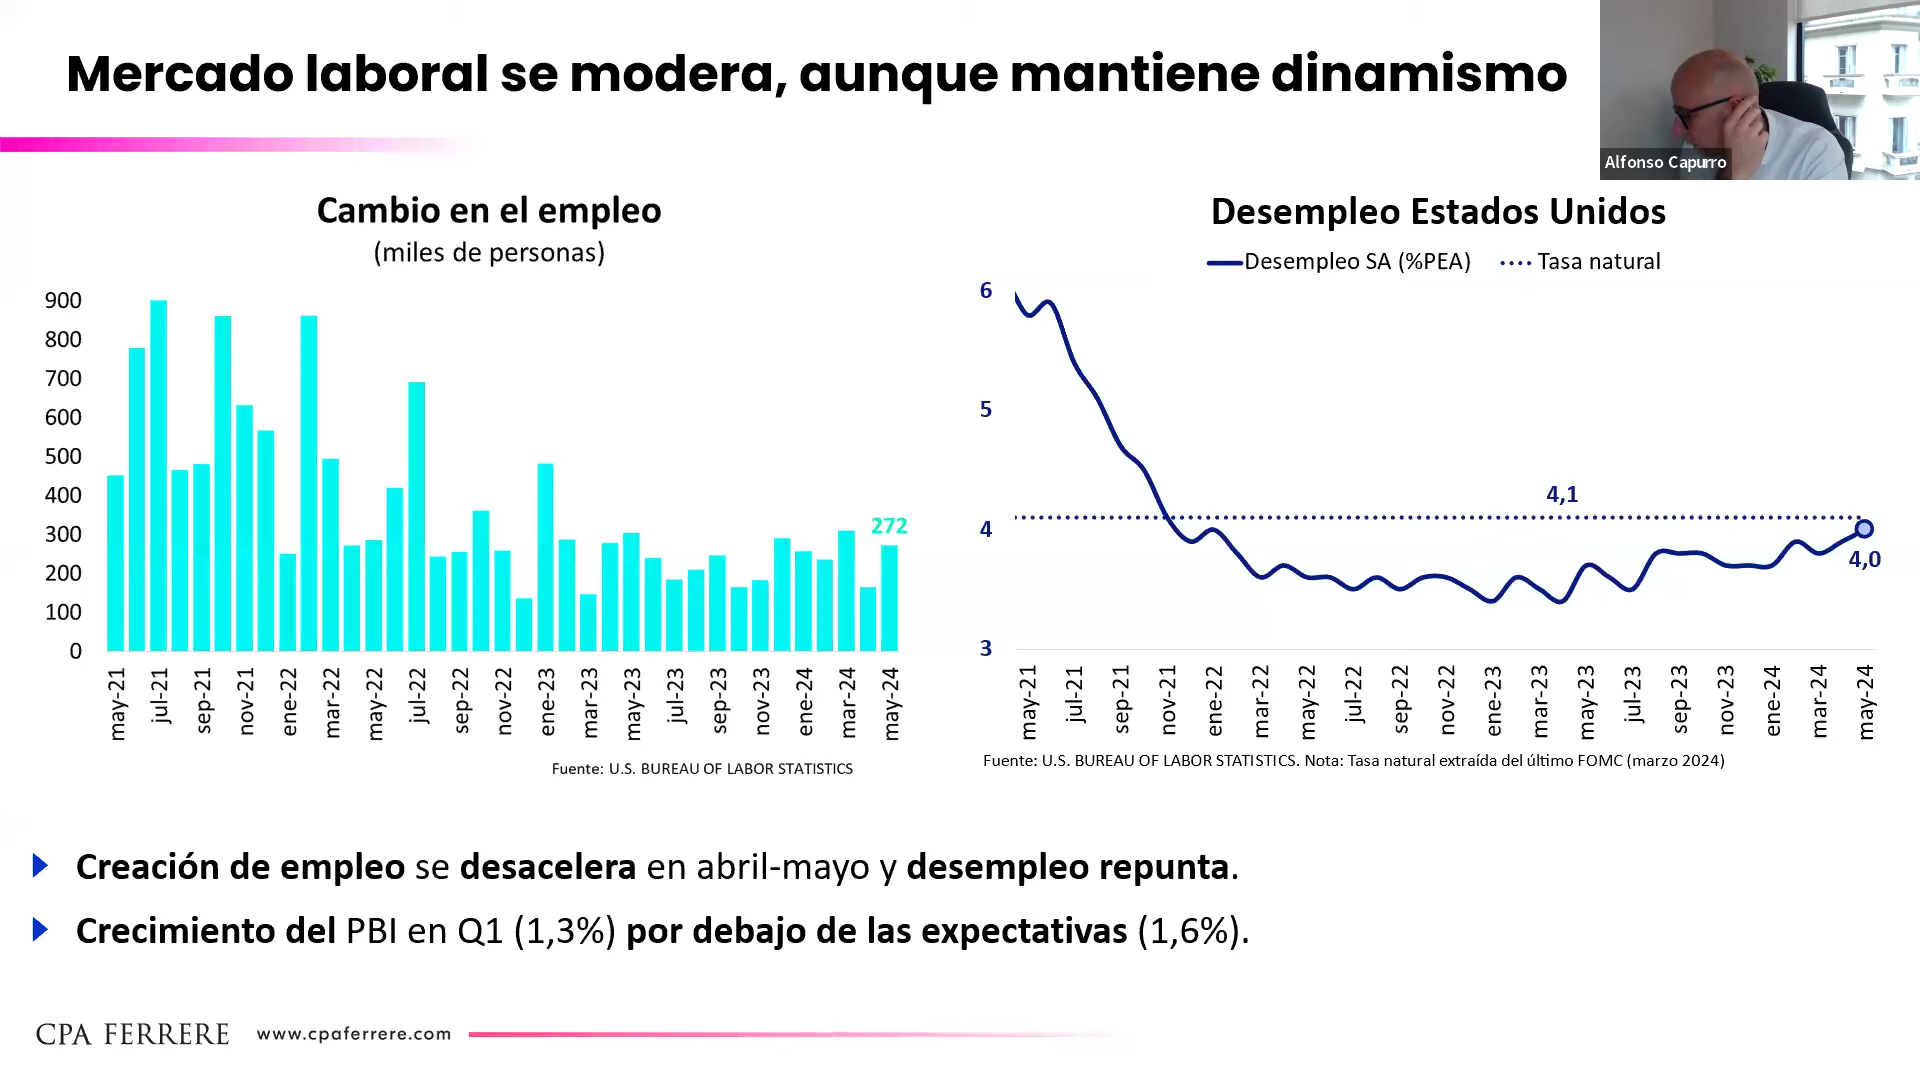 Mercado laboral se modera, aunque mantiene dinamismo
Alfonso Capurro
Cambio en el empleo
(miles de personas)
900
800
700
600
500
400
300
200
100
0
272
may-21
jul-21
sep-21
nov-21
ene-22
mar-22
may-22
jul-22
sep-22
nov-22
ene-23
mar-23
may-23
jul-23
sep-23
nov-23
ene-24
mar-24
may-24
Fuente: U.S. BUREAU OF LABOR STATISTICS
Desempleo Estados Unidos
Desempleo SA (%PEA)
Tasa natural
6
5
4
3
4,1
4,0
may-21
jul-21
sep-21
nov-21
ene-22
mar-22
may-22
jul-22
sep-22
nov-22
ene-23
mar-23
may-23
jul-23
sep-23
nov-23
ene-24
mar-24
may-24
Fuente: U.S. BUREAU OF LABOR STATISTICS. Nota: Tasa natural extraída del último FOMC (marzo 2024)
Creación de empleo se desacelera en abril-mayo y desempleo repunta.
Crecimiento del PBI en Q1 (1,3%) por debajo de las expectativas (1,6%).
CPA FERRERE
www.cpaferrere.com